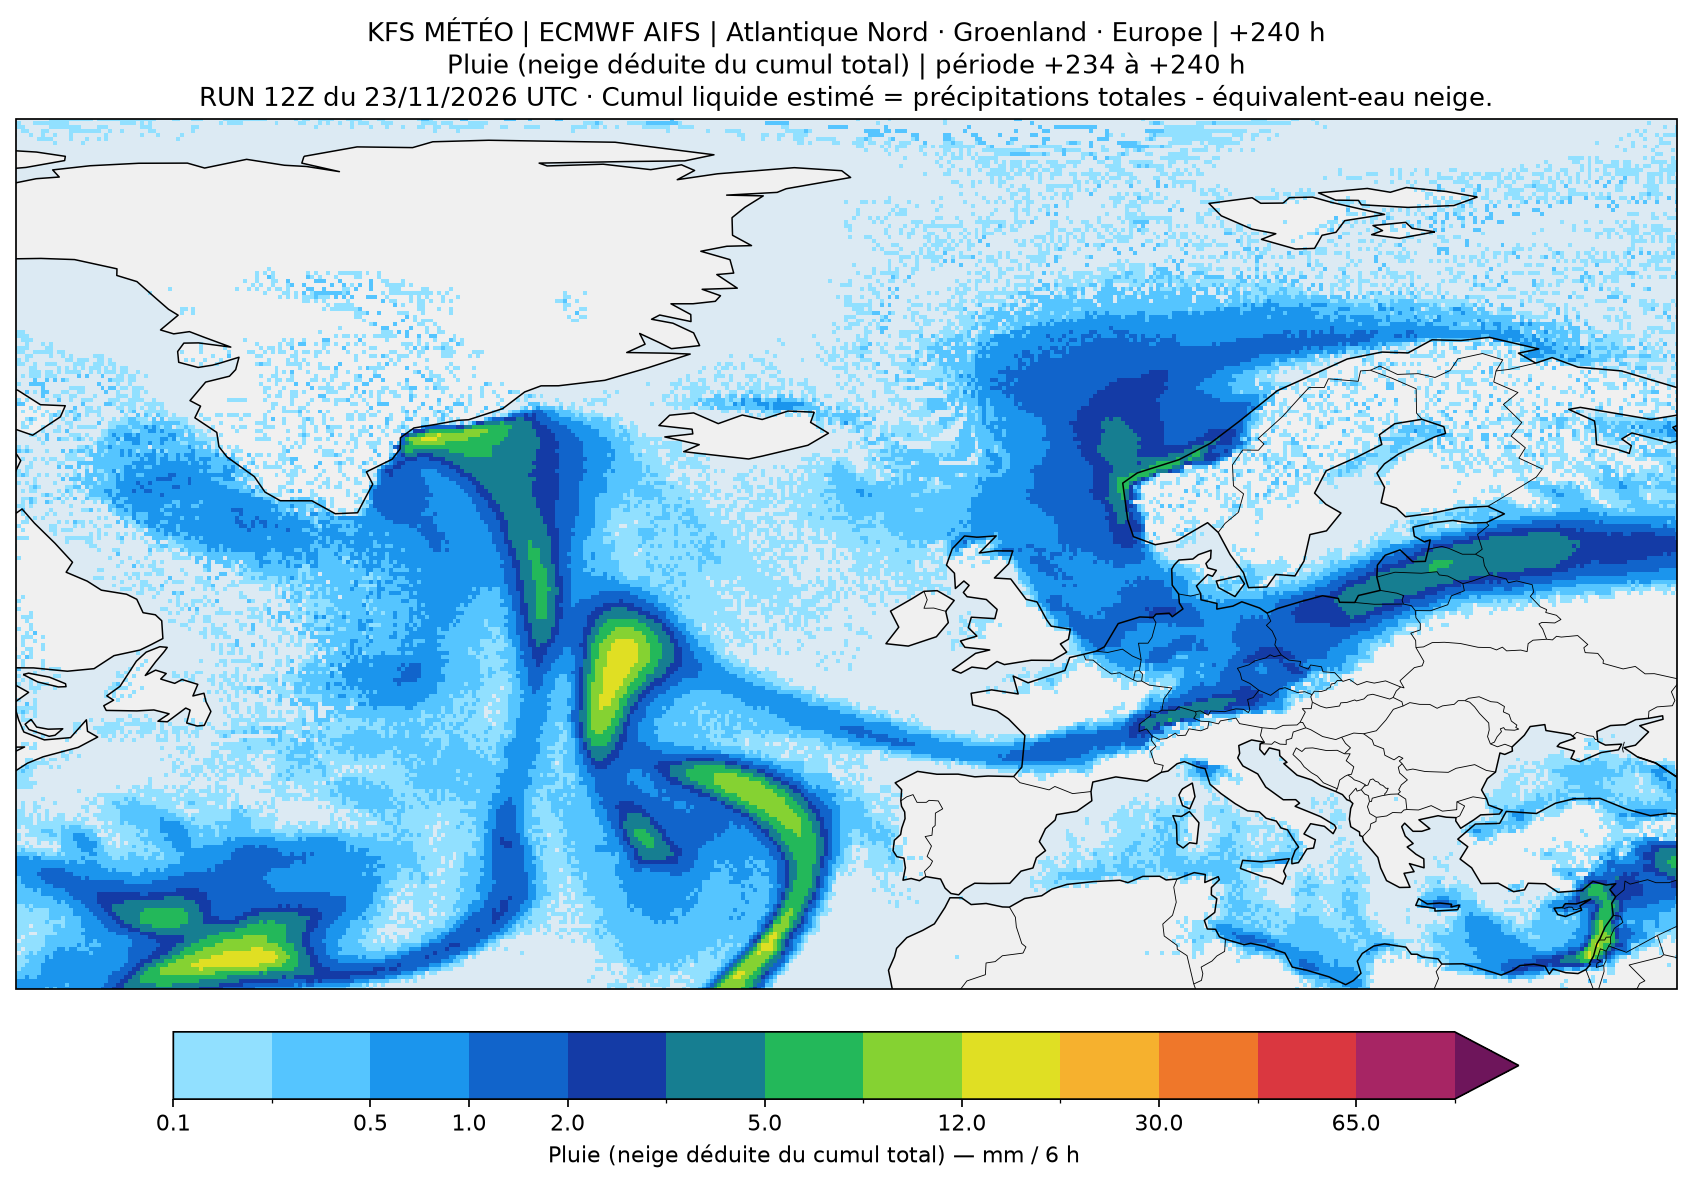 KFS MÉTÉO | ECMWF AIFS | Atlantique Nord · Groenland · Europe | +240 h
Pluie (neige déduite du cumul total) | période +234 à +240 h
RUN 12Z du 23/11/2026 UTC · Cumul liquide estimé = précipitations totales - équivalent-eau neige.
0.1 0.5 1.0 2.0 5.0 12.0 30.0 65.0
Pluie (neige déduite du cumul total) — mm / 6 h